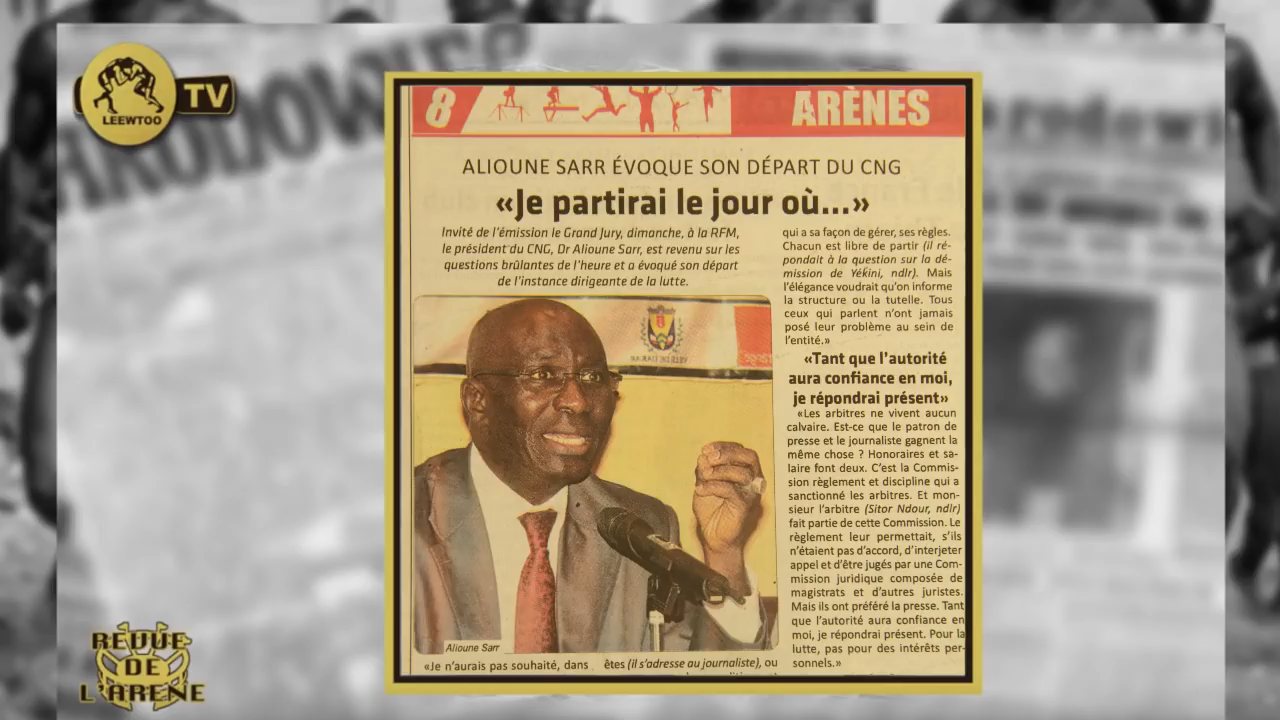 LEEWTOO
TV
8
ARÈNES
ALIOUNE SARR ÉVOQUE SON DÉPART DU CNG
«Je partirai le jour où...»
Invité de l'émission le Grand Jury, dimanche, à la RFM,
le président du CNG, Dr Alioune Sarr, est revenu sur les
questions brûlantes de l'heure et a évoqué son départ
de l'instance dirigeante de la lutte.
Alioune Sarr
«Je n'aurais pas souhaité, dans
êtes (il s'adresse au journaliste), ou
qui a sa façon de gérer, ses règles.
Chacun est libre de partir (il ré-
pondait à la question sur la dé-
mission de Yékini, ndlr). Mais
l'élégance voudrait qu'on informe
la structure ou la tutelle. Tous
ceux qui parlent n'ont jamais
posé leur problème au sein de
l'entité.»
«Tant que l'autorité
aura confiance en moi,
je répondrai présent»
«Les arbitres ne vivent aucun
calvaire. Est-ce que le patron de
presse et le journaliste gagnent la
même chose ? Honoraires et sa-
laire font deux. C'est la Commis-
sion règlement et discipline qui a
sanctionné les arbitres. Et mon-
sieur l'arbitre (Sitor Ndour, ndlr)
fait partie de cette Commission. Le
règlement leur permettait, s'ils
n'étaient pas d'accord, d'interjeter
appel et d'être jugés par une Com-
mission juridique composée de
magistrats et d'autres juristes.
Mais ils ont préféré la presse. Tant
que l'autorité aura confiance en
moi, je répondrai présent. Pour la
lutte, pas pour des intérêts per-
sonnels.»
REVUE
DE
L'ARENE